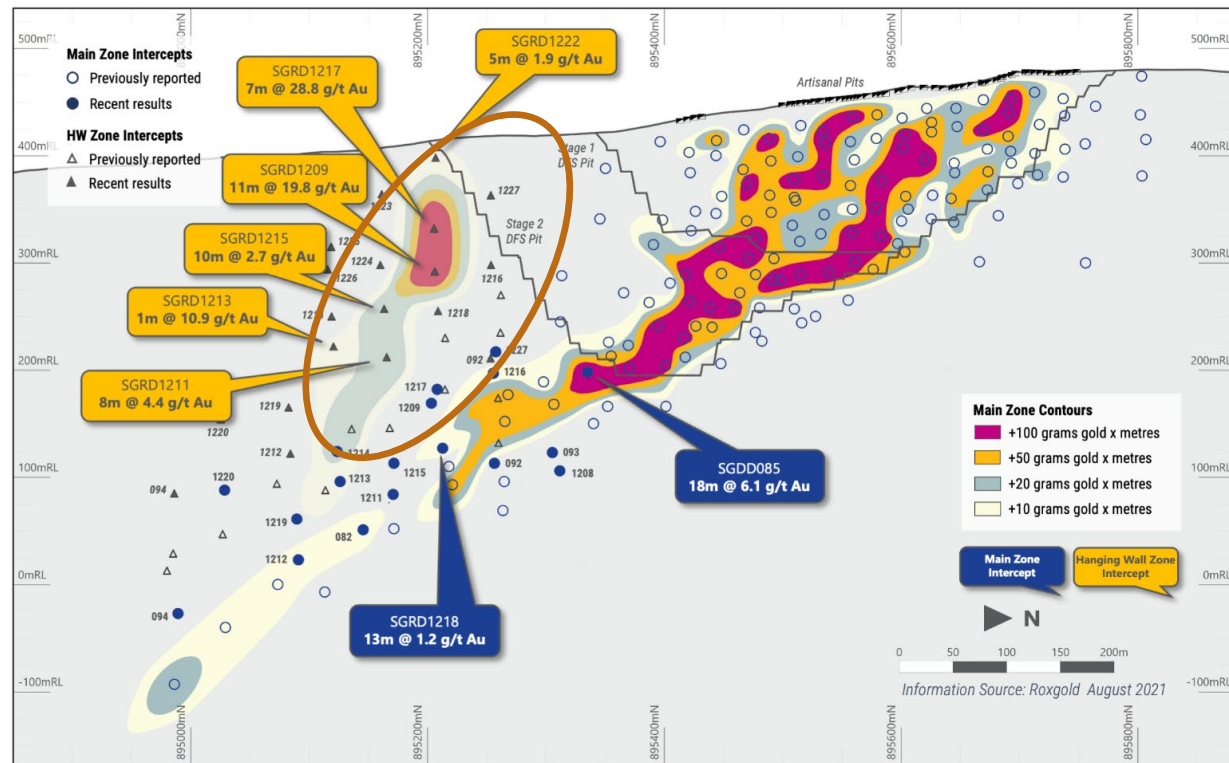 895000mN
895200mN
895400mN
895600mN
895800mN
500mRL
500mRL
400mRL
400mRL
300mRL
300mRL
200mRL
200mRL
100mRL
100mRL
0mRL
0mRL
-100mRL
-100mRL
Main Zone Intercepts
Previously reported
Recent results
HW Zone Intercepts
Previously reported
Recent results
SGRD1222
5m @ 1.9 g/t Au
SGRD1217
7m @ 28.8 g/t Au
SGRD1209
11m @ 19.8 g/t Au
SGRD1215
10m @ 2.7 g/t Au
SGRD1213
1m @ 10.9 g/t Au
SGRD1211
8m @ 4.4 g/t Au
Artisanal Pits
Stage 1
DFS Pit
Stage 2
DFS Pit
1227
1224
1226
1216
1218
092
1227
1216
1217
1209
1219
1220
1212
1214
094
1220
1213
1215
1211
092
093
1208
1219
082
1212
094
SGDD085
18m @ 6.1 g/t Au
SGRD1218
13m @ 1.2 g/t Au
Main Zone Contours
+100 grams gold x metres
+50 grams gold x metres
+20 grams gold x metres
+10 grams gold x metres
Main Zone
Intercept
Hanging Wall Zone
Intercept
N
0
50
100
150
200m
Information Source: Roxgold August 2021
895000mN
895200mN
895400mN
895600mN
895800mN